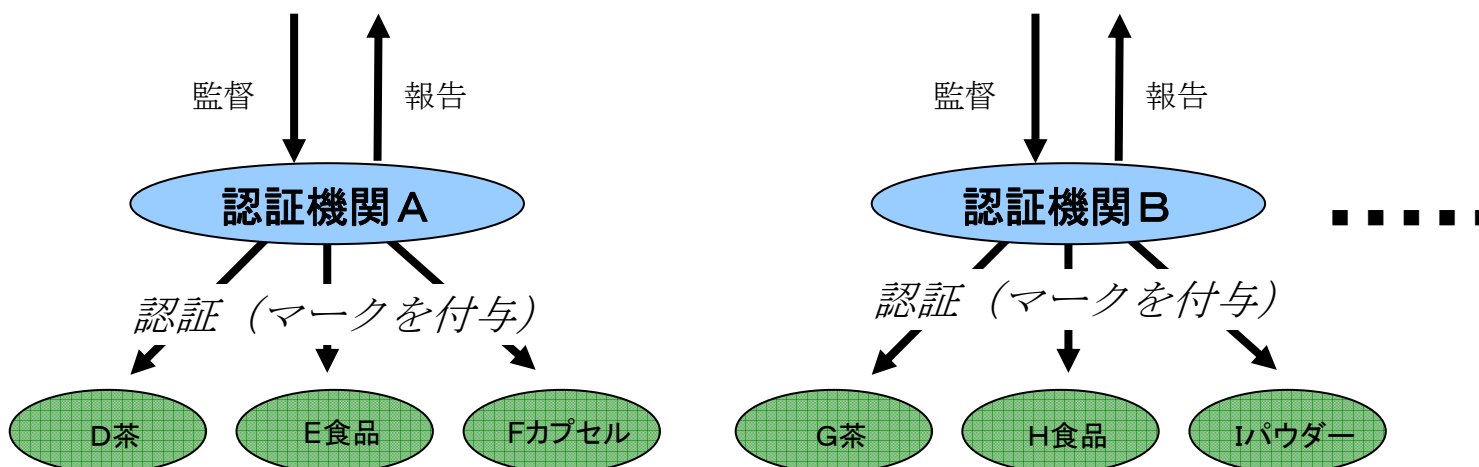 監督
報告
監督
報告
認証機関A
認証機関B
認証（マークを付与）
認証（マークを付与）
D茶
E食品
Fカプセル
G茶
H食品
Iパウダー